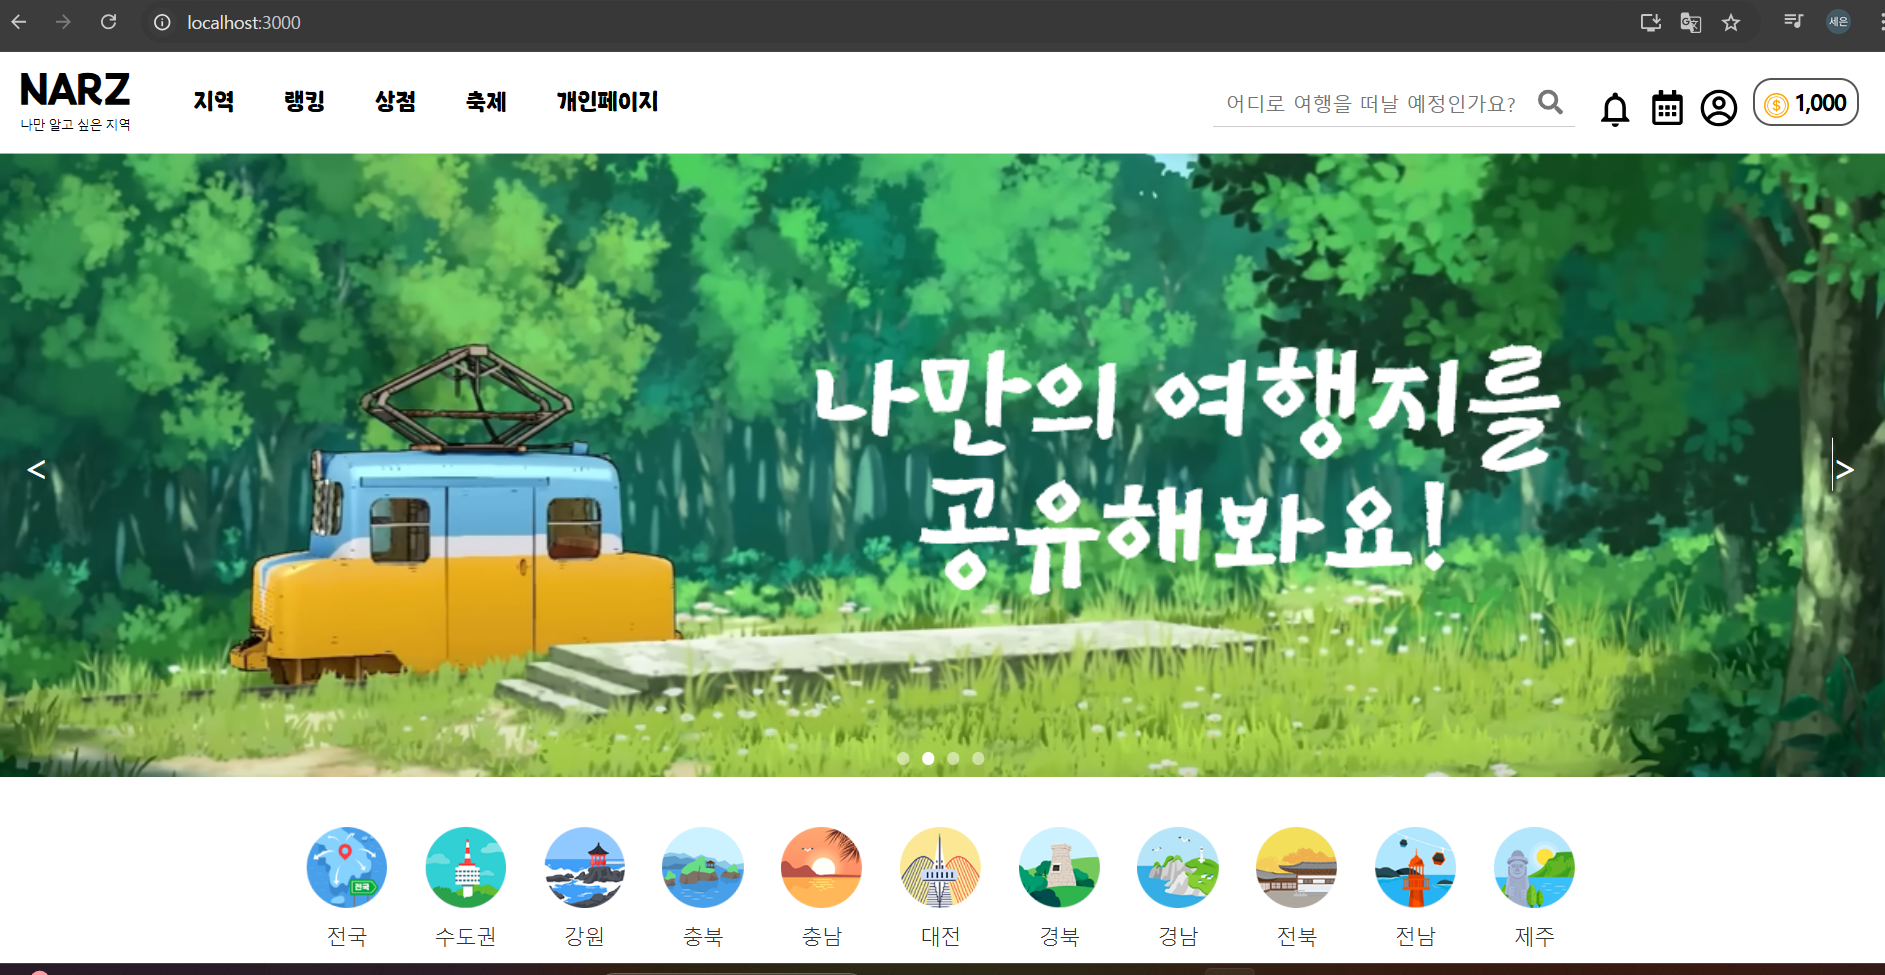 localhost:3000
세은
NARZ
나만 알고 싶은 지역
지역 랭킹 상점 축제 개인페이지
어디로 여행을 떠날 예정인가요?
1,000
나만의 여행지를
공유해봐요!
<
>
전국
전국 수도권 강원 충북 충남 대전 경북 경남 전북 전남 제주